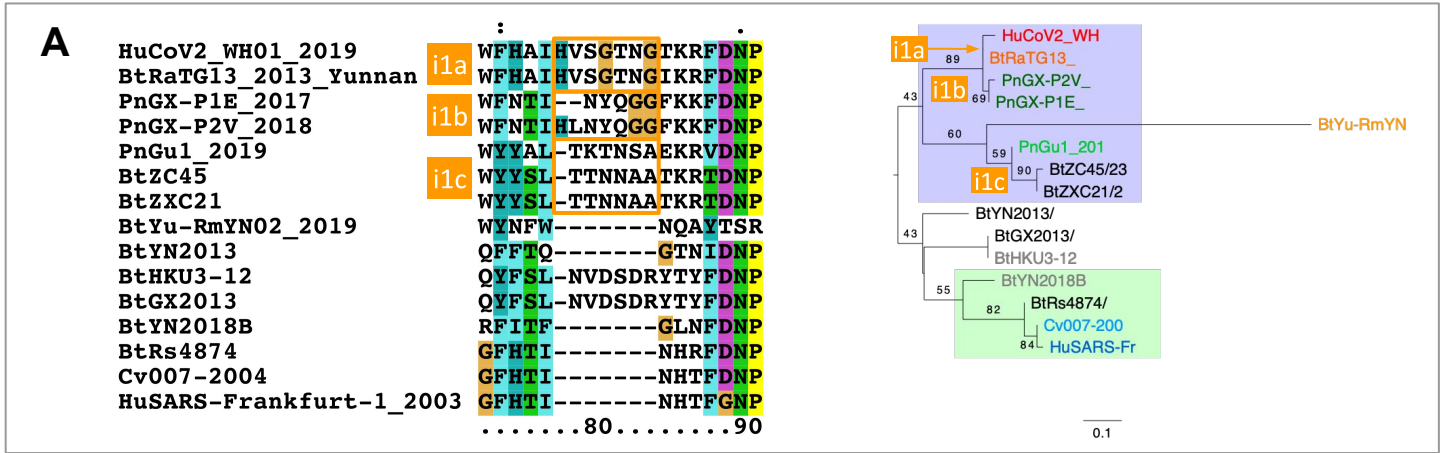 A
:   .
HuCoV2_WH01_2019 WFHAIHVSGTNGTKRFDNP
i1a
BtRaTG13_2013_Yunnan WFHAIHVSGTNGIKRFDNP
PnGX-P1E_2017 WFNTI--NYQGGFKKFDNP
i1b
PnGX-P2V_2018 WFNTIHLNYQGGFKKFDNP
PnGu1_2019 WYYAL-TKTNSAEKRVDNP
BtZC45 WYYSL-TTNNAATKRTDNP
i1c
BtZXC21 WYYSL-TTNNAATKRTDNP
BtYu-RmYN02_2019 WYNFW-------NQAYTSR
BtYN2013 QFFTQ-------GTNIDNP
BtHKU3-12 QYFSL-NVDSDRYTYFDNP
BtGX2013 QYFSL-NVDSDRYTYFDNP
BtYN2018B RFITF-------GLNFDNP
BtRs4874 GFHTI-------NHRFDNP
Cv007-2004 GFHTI-------NHTFDNP
HuSARS-Frankfurt-1_2003 GFHTI-------NHTFGNP
.......80........90
HuCoV2_WH
i1a
89
BtRaTG13_
PnGX-P2V_
i1b
69
PnGX-P1E_
43
BtYu-RmYN
60
PnGu1_201
59
BtZC45/23
90
i1c
BtZXC21/2
BtYN2013/
43
BtGX2013/
BtHKU3-12
BtYN2018B
55
BtRs4874/
82
Cv007-200
84
HuSARS-Fr
0.1